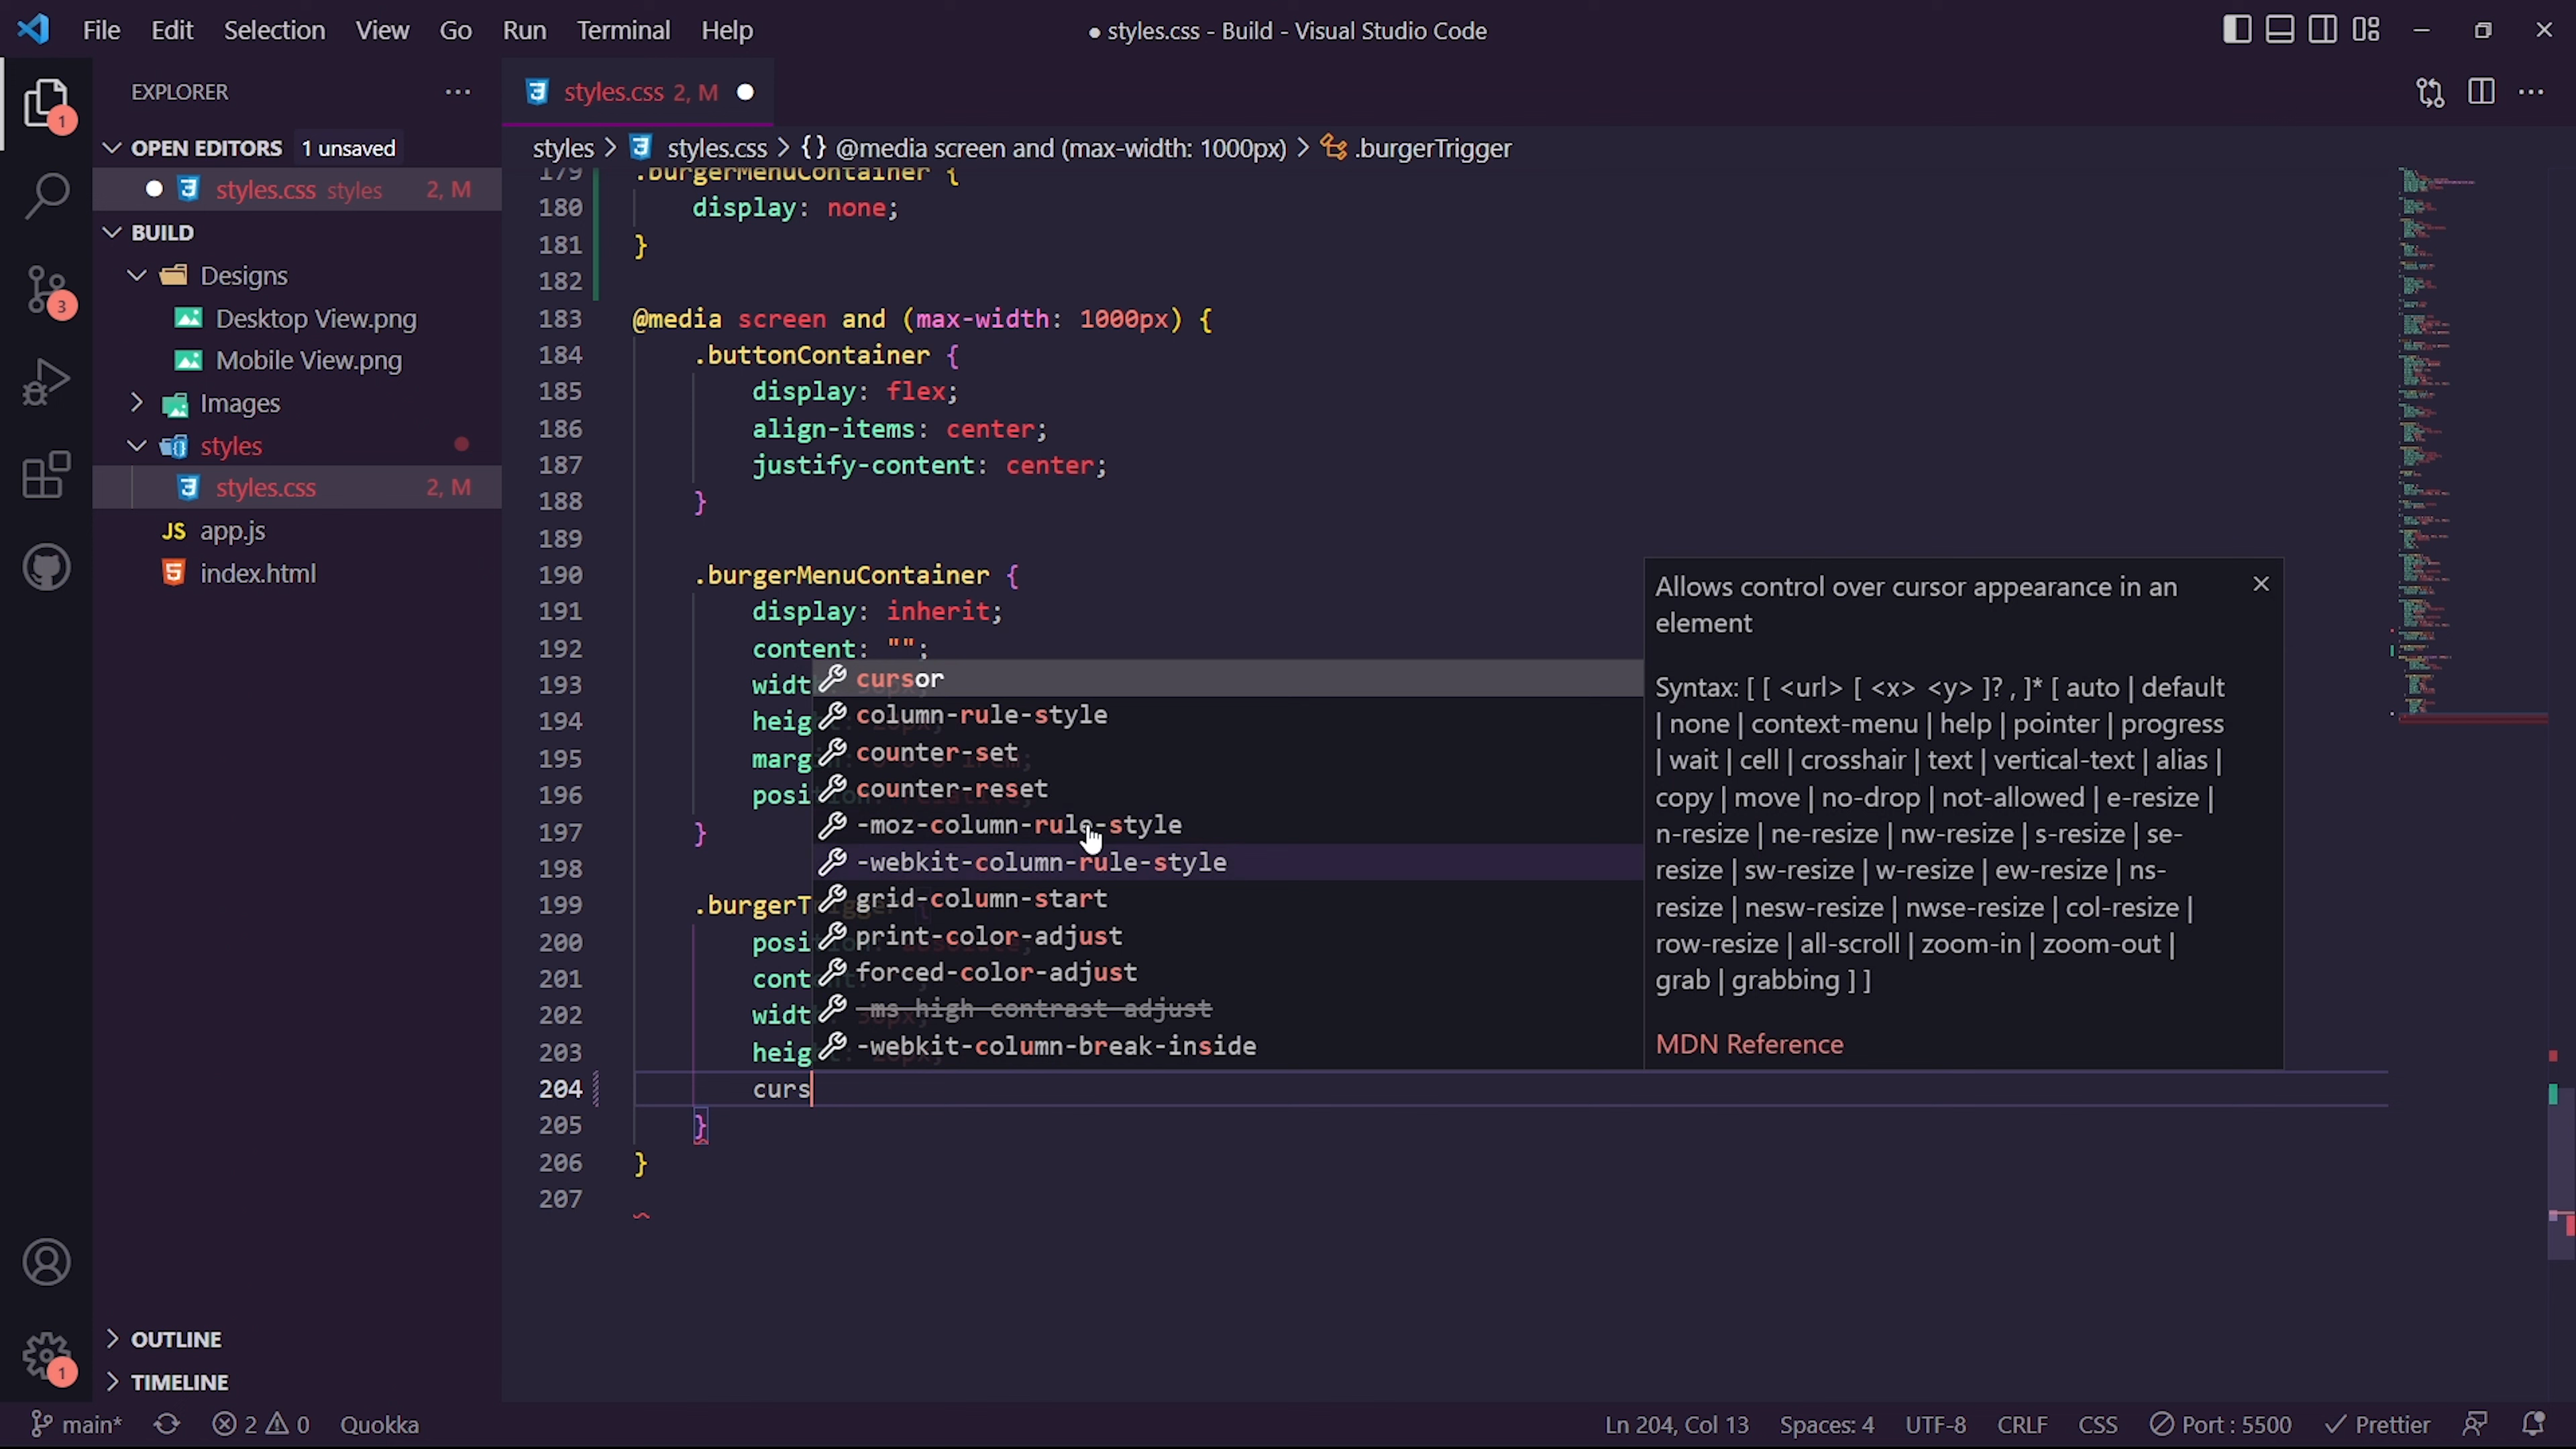 File Edit Selection View Go Run Terminal Help
● styles.css - Build - Visual Studio Code
EXPLORER
styles.css 2, M
OPEN EDITORS 1 unsaved
styles.css styles 2, M
BUILD
Designs
Desktop View.png
Mobile View.png
Images
styles
styles.css 2, M
JS app.js
index.html
OUTLINE
TIMELINE
1
3
1
styles > styles.css > {} @media screen and (max-width: 1000px) > .burgerTrigger
179 .burgerMenuContainer {
180 display: none;
181 }
182
183 @media screen and (max-width: 1000px) {
184 .buttonContainer {
185 display: flex;
186 align-items: center;
187 justify-content: center;
188 }
189
190 .burgerMenuContainer {
191 display: inherit;
192 content: "";
193 widt
194 heig
195 marg
196 posi
197 }
198
199 .burgerT
200 posi
201 cont
202 widt
203 heig
204 curs
205 }
206 }
207
cursor
column-rule-style
counter-set
counter-reset
-moz-column-rule-style
-webkit-column-rule-style
grid-column-start
print-color-adjust
forced-color-adjust
-ms-high-contrast-adjust
-webkit-column-break-inside
Allows control over cursor appearance in an
element
Syntax: [ [ <url> [ <x> <y> ]? , ]* [ auto | default
| none | context-menu | help | pointer | progress
| wait | cell | crosshair | text | vertical-text | alias |
copy | move | no-drop | not-allowed | e-resize |
n-resize | ne-resize | nw-resize | s-resize | se-
resize | sw-resize | w-resize | ew-resize | ns-
resize | nesw-resize | nwse-resize | col-resize |
row-resize | all-scroll | zoom-in | zoom-out |
grab | grabbing ] ]
MDN Reference
main* 2 0 Quokka
Ln 204, Col 13 Spaces: 4 UTF-8 CRLF CSS Port : 5500 Prettier